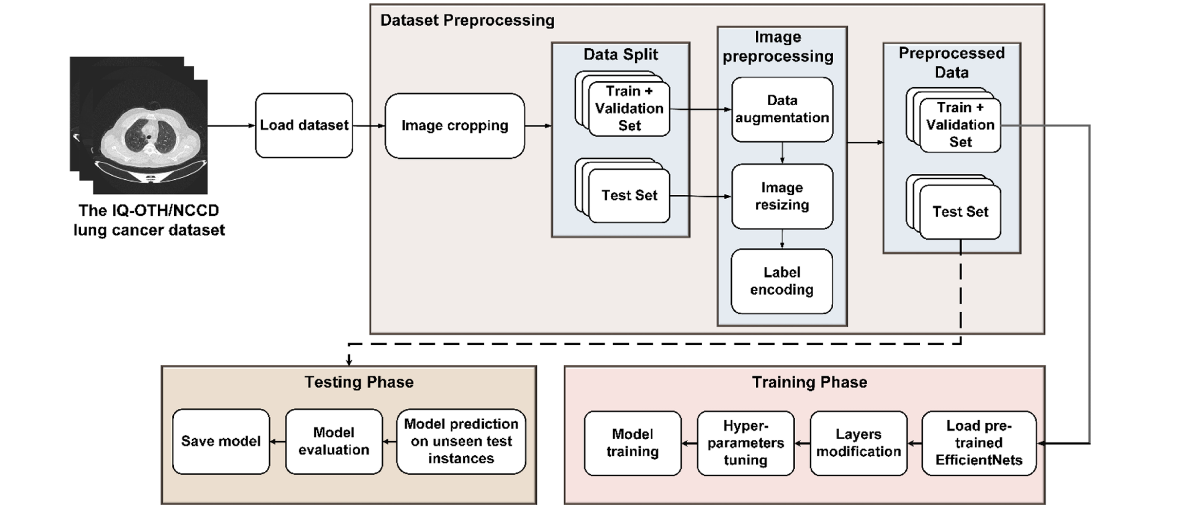 Dataset Preprocessing
The IQ-OTH/NCCD
lung cancer dataset
Load dataset
Image cropping
Data Split
Train +
Validation
Set
Test Set
Image
preprocessing
Data
augmentation
Image
resizing
Label
encoding
Preprocessed
Data
Train +
Validation
Set
Test Set
Testing Phase
Save model
Model
evaluation
Model prediction
on unseen test
instances
Training Phase
Model
training
Hyper-
parameters
tuning
Layers
modification
Load pre-
trained
EfficientNets